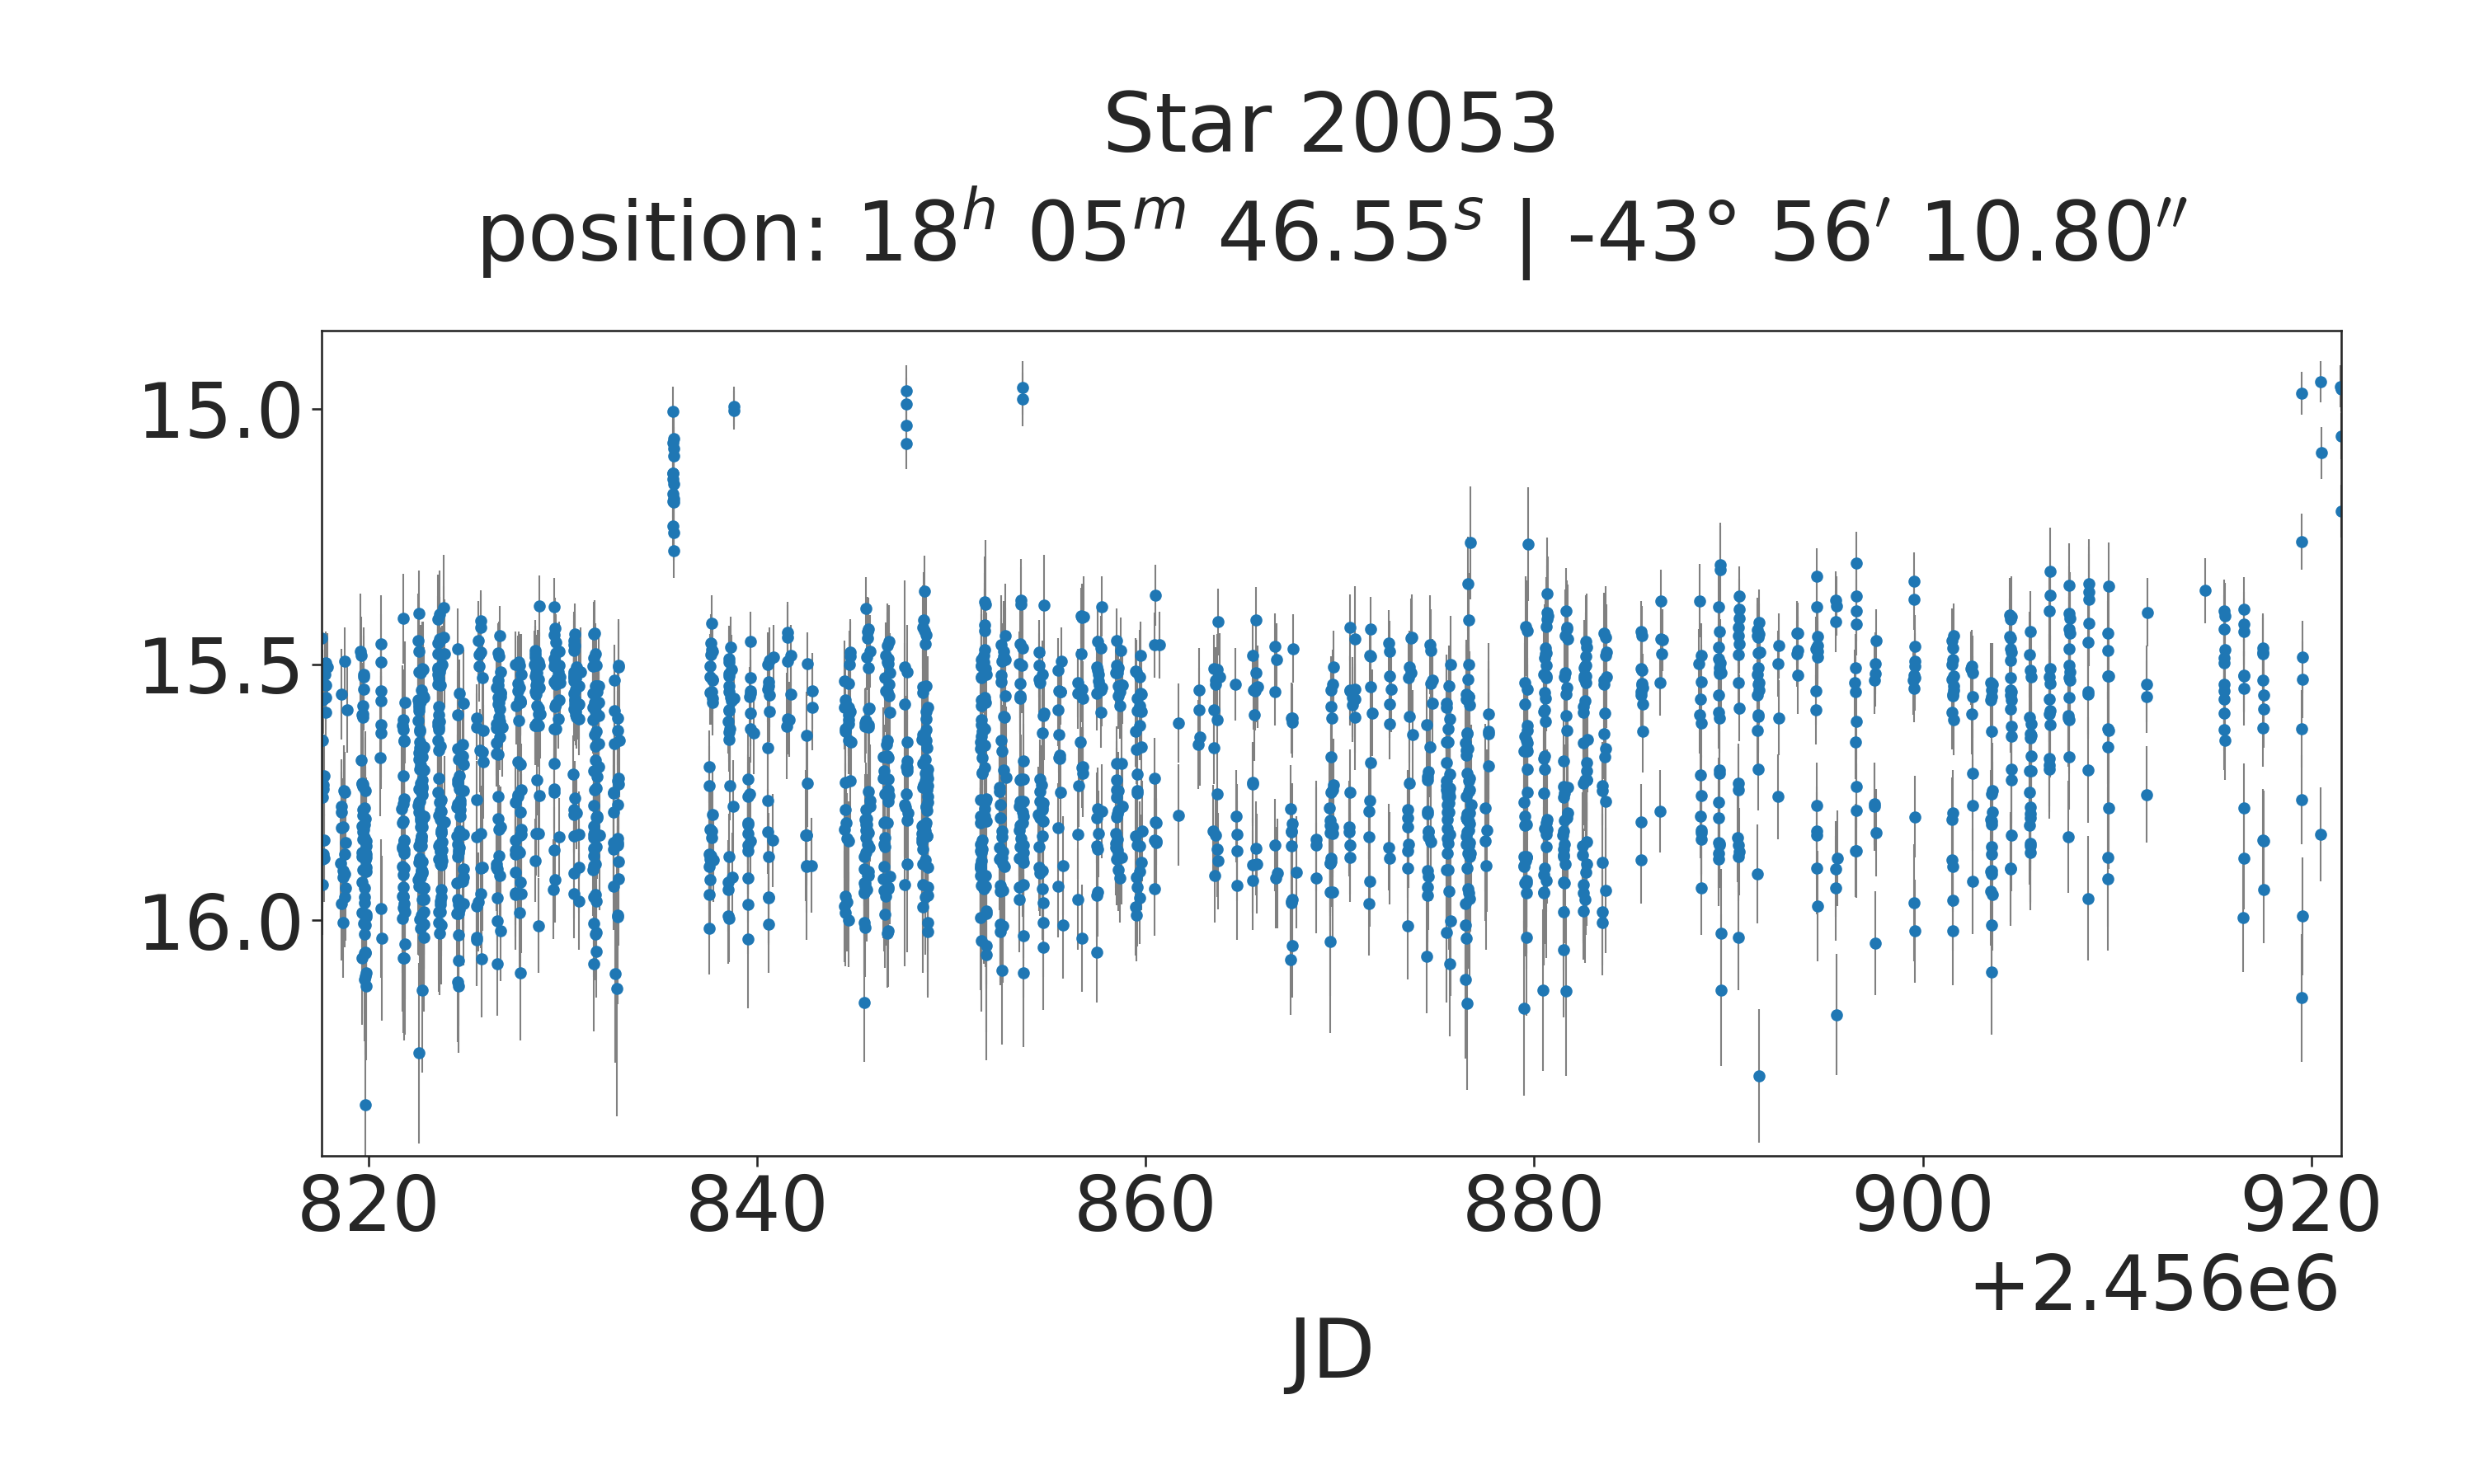 Star 20053
position: 18ʰ 05ᵐ 46.55ˢ | -43° 56′ 10.80″
15.0
15.5
16.0
820 840 860 880 900 920
+2.456e6
JD